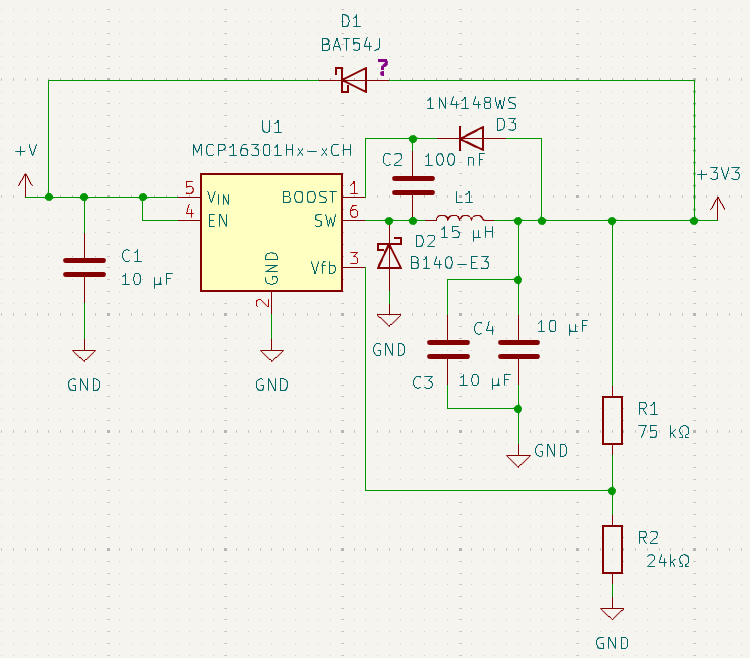 D1
BAT54J
?
1N4148WS
D3
U1
MCP16301Hx-xCH
+V
C2
100 nF
+3V3
5
VIN
BOOST
1
L1
4
EN
SW
6
15 μH
D2
B140-E3
C1
10 μF
GND
Vfb
3
2
GND
GND
GND
10 μF
C4
C3
10 μF
GND
R1
75 kΩ
R2
24kΩ
GND